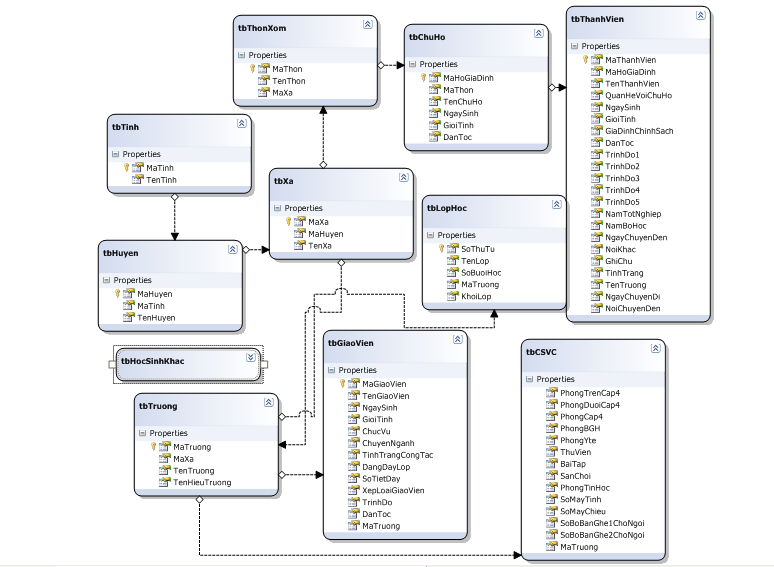 tbThonXom
Properties
MaThon
TenThon
MaXa
tbChuHo
Properties
MaHoGiaDinh
MaThon
TenChuHo
NgaySinh
GioiTinh
DanToc
tbThanhVien
Properties
MaThanhVien
MaHoGiaDinh
TenThanhVien
QuanHeVoiChuHo
NgaySinh
GioiTinh
GiaDinhChinhSach
DanToc
TrinhDo1
TrinhDo2
TrinhDo3
TrinhDo4
TrinhDo5
NamTotNghiep
NamBoHoc
NgayChuyenDen
NoiKhac
GhiChu
TinhTrang
TenTruong
NgayChuyenDi
NoiChuyenDen
tbTinh
Properties
MaTinh
TenTinh
tbXa
Properties
MaXa
MaHuyen
TenXa
tbLopHoc
Properties
SoThuTu
TenLop
SoBuoiHoc
MaTruong
KhoiLop
tbHuyen
Properties
MaHuyen
MaTinh
TenHuyen
tbHocSinhKhac
tbGiaoVien
Properties
MaGiaoVien
TenGiaoVien
NgaySinh
GioiTinh
ChucVu
ChuyenNganh
TinhTrangCongTac
DangDayLop
SoTietDay
XepLoaiGiaoVien
TrinhDo
DanToc
MaTruong
tbCSVC
Properties
PhongTrenCap4
PhongDuoiCap4
PhongCap4
PhongBGH
PhongYte
ThuVien
BaiTap
SanChoi
PhongTinHoc
SoMayTinh
SoMayChieu
SoBoBanGhe1ChoNgoi
SoBoBanGhe2ChoNgoi
MaTruong
tbTruong
Properties
MaTruong
MaXa
TenTruong
TenHieuTruong